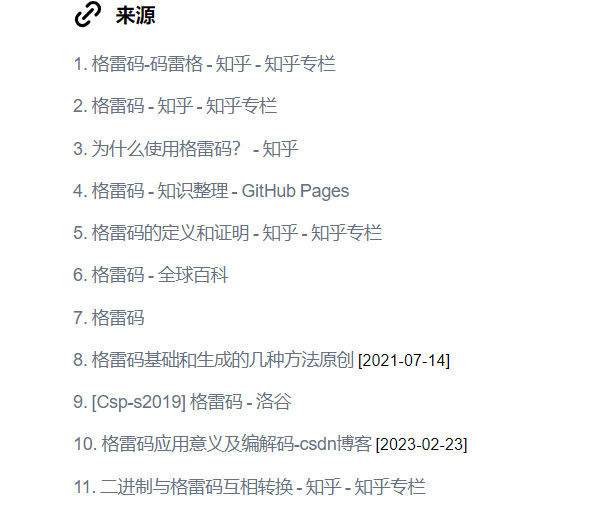 来源
1. 格雷码-码雷格 - 知乎 - 知乎专栏
2. 格雷码 - 知乎 - 知乎专栏
3. 为什么使用格雷码？ - 知乎
4. 格雷码 - 知识整理 - GitHub Pages
5. 格雷码的定义和证明 - 知乎 - 知乎专栏
6. 格雷码 - 全球百科
7. 格雷码
8. 格雷码基础和生成的几种方法原创 [2021-07-14]
9. [Csp-s2019] 格雷码 - 洛谷
10. 格雷码应用意义及编解码-csdn博客 [2023-02-23]
11. 二进制与格雷码互相转换 - 知乎 - 知乎专栏